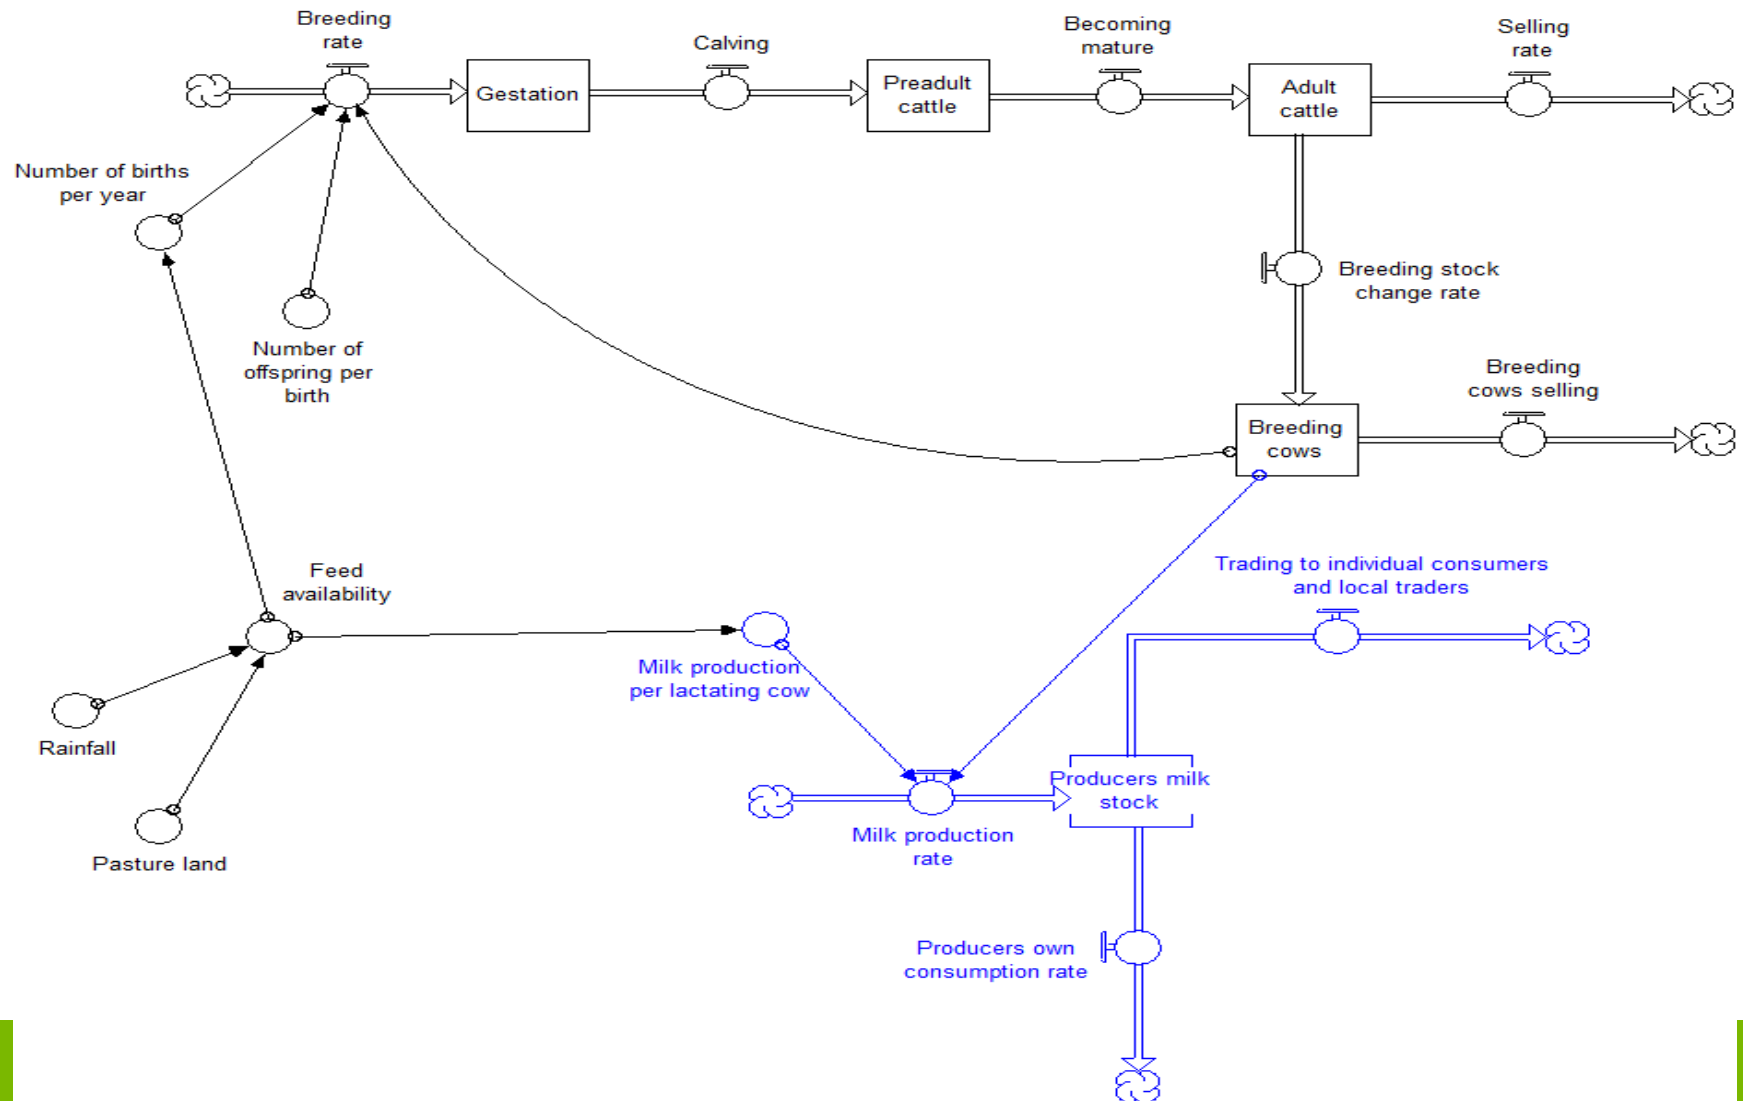 Breeding
rate
Calving
Becoming
mature
Selling
rate
Gestation
Preadult
cattle
Adult
cattle
Number of births
per year
Breeding stock
change rate
Number of
offspring per
birth
Breeding
cows selling
Breeding
cows
Feed
availability
Trading to individual consumers
and local traders
Milk production
per lactating cow
Rainfall
Producers milk
stock
Milk production
rate
Pasture land
Producers own
consumption rate